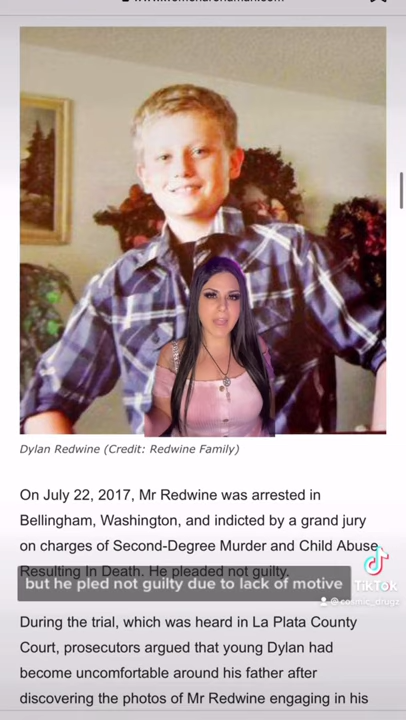 Dylan Redwine (Credit: Redwine Family)
On July 22, 2017, Mr Redwine was arrested in
Bellingham, Washington, and indicted by a grand jury
on charges of Second-Degree Murder and Child Abuse
Resulting In Death. He pleaded not guilty.
but he pled not guilty due to lack of motive
TikTok
@cosmic_drugz
During the trial, which was heard in La Plata County
Court, prosecutors argued that young Dylan had
become uncomfortable around his father after
discovering the photos of Mr Redwine engaging in his